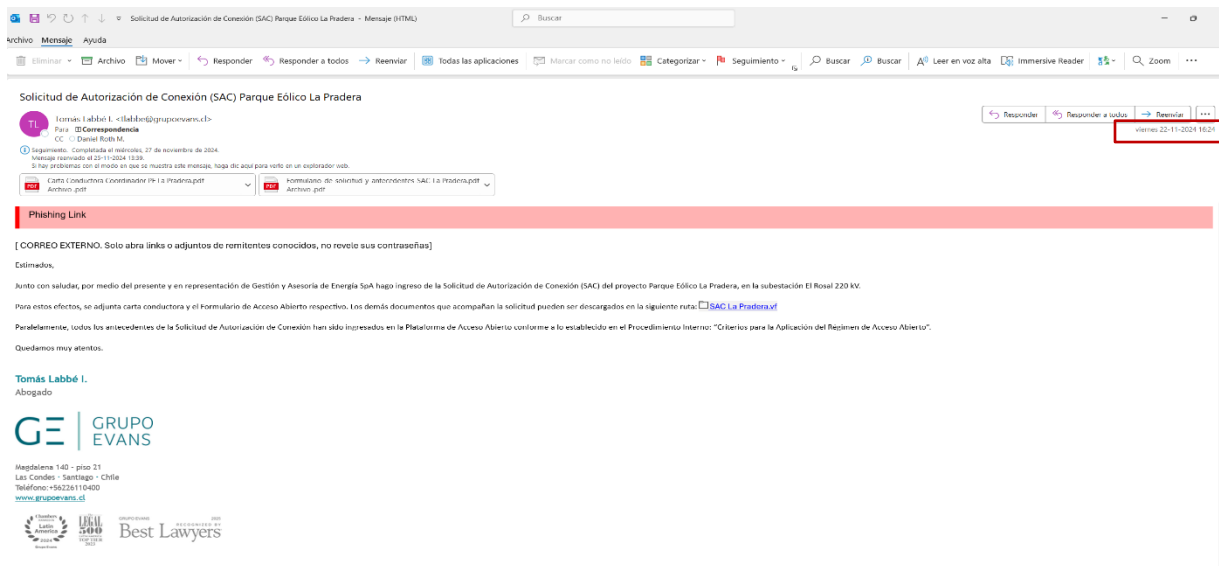 Solicitud de Autorización de Conexión (SAC) Parque Eólico La Pradera - Mensaje (HTML)
Buscar
Archivo Mensaje Ayuda
Eliminar Archivo Mover Responder Responder a todos Reenviar Todas las aplicaciones Marcar como no leído Categorizar Seguimiento Buscar Buscar Leer en voz alta Immersive Reader Zoom
Solicitud de Autorización de Conexión (SAC) Parque Eólico La Pradera
TL
Tomás Labbé I. <tlabbe@grupoevans.cl>
Para Correspondencia
CC Daniel Roth M.
Responder Responder a todos Reenviar
viernes 22-11-2024 16:24
Seguimiento. Completada el miércoles, 27 de noviembre de 2024.
Mensaje reenviado el 25-11-2024 13:39.
Si hay problemas con el modo en que se muestra este mensaje, haga clic aquí para verlo en un explorador web.
Carta Conductora Coordinador PE La Pradera.pdf
Archivo .pdf
Formulario de solicitud y antecedentes SAC La Pradera.pdf
Archivo .pdf
Phishing Link
[ CORREO EXTERNO. Solo abra links o adjuntos de remitentes conocidos, no revele sus contraseñas]
Estimados,
Junto con saludar, por medio del presente y en representación de Gestión y Asesoría de Energía SpA hago ingreso de la Solicitud de Autorización de Conexión (SAC) del proyecto Parque Eólico La Pradera, en la subestación El Rosal 220 kV.
Para estos efectos, se adjunta carta conductora y el Formulario de Acceso Abierto respectivo. Los demás documentos que acompañan la solicitud pueden ser descargados en la siguiente ruta: SAC La Pradera.vf
Paralelamente, todos los antecedentes de la Solicitud de Autorización de Conexión han sido ingresados en la Plataforma de Acceso Abierto conforme a lo establecido en el Procedimiento Interno: "Criterios para la Aplicación del Régimen de Acceso Abierto".
Quedamos muy atentos.
Tomás Labbé I.
Abogado
GE GRUPO
EVANS
Magdalena 140 - piso 21
Las Condes - Santiago - Chile
Teléfono:+56226110400
www.grupoevans.cl
Chambers
Latin
America
2024
LEGAL
500
Best Lawyers